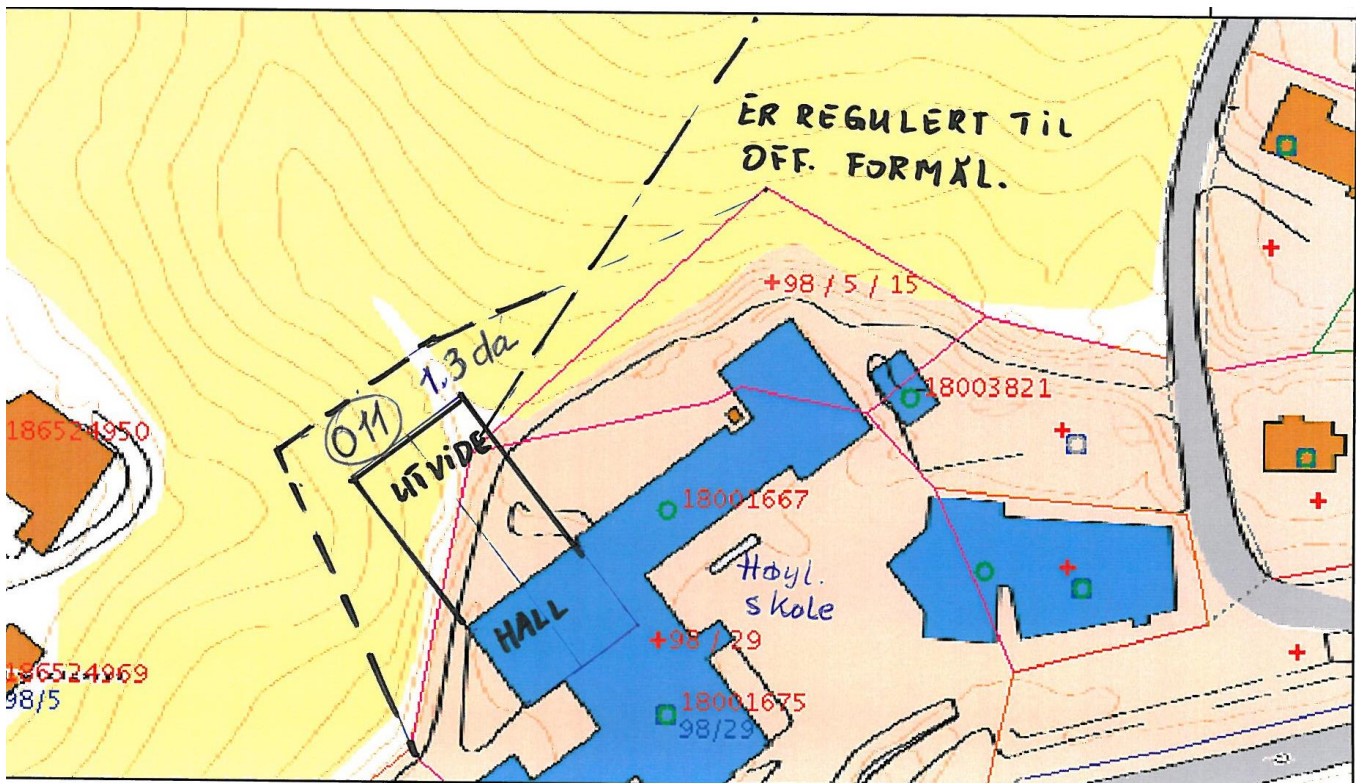 ER REGULERT TIL
OFF. FORMÅL.
+98 / 5 / 15
1,3 da
011
UTVIDE
186524950
18003821
18001667
Høyl.
skole
HALL
+98 / 29
186524969
98/5
18001675
98/29